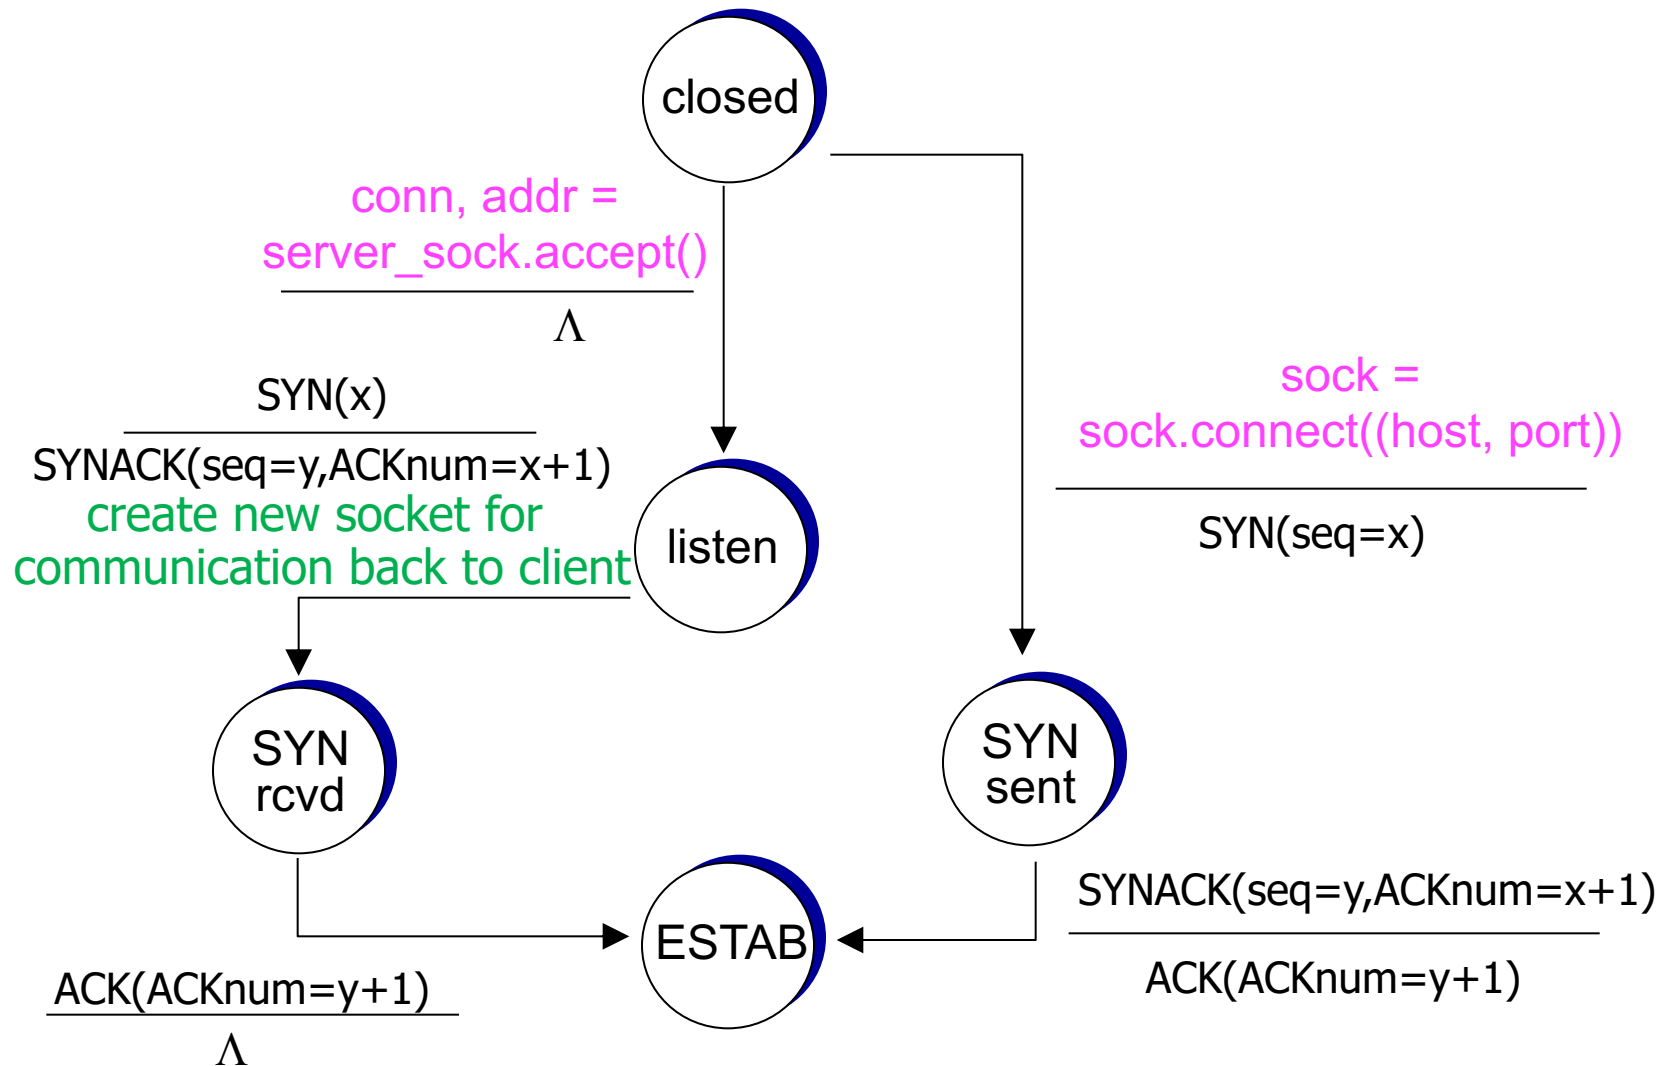 closed
conn, addr =
server_sock.accept()
Λ
SYN(x)
SYNACK(seq=y,ACKnum=x+1)
create new socket for
communication back to client
listen
sock =
sock.connect((host, port))
SYN(seq=x)
SYN
rcvd
SYN
sent
ESTAB
SYNACK(seq=y,ACKnum=x+1)
ACK(ACKnum=y+1)
ACK(ACKnum=y+1)
Λ